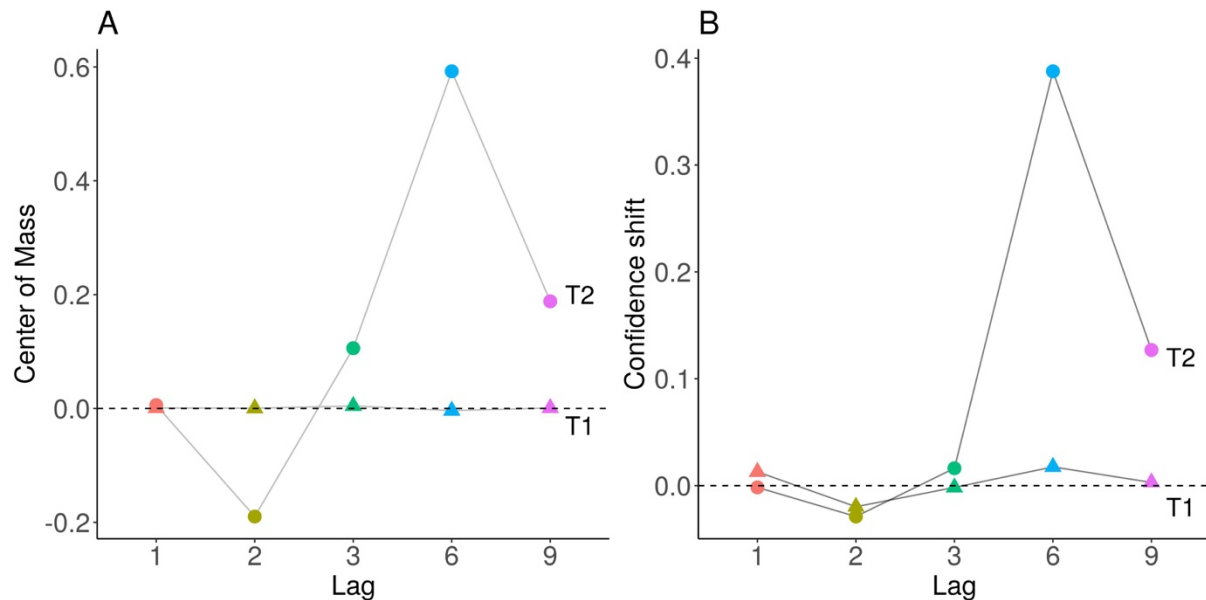 A
Center of Mass
0.6
0.4
0.2
0.0
-0.2
T2
T1
1 2 3 6 9
Lag
B
Confidence shift
0.4
0.3
0.2
0.1
0.0
T2
T1
1 2 3 6 9
Lag